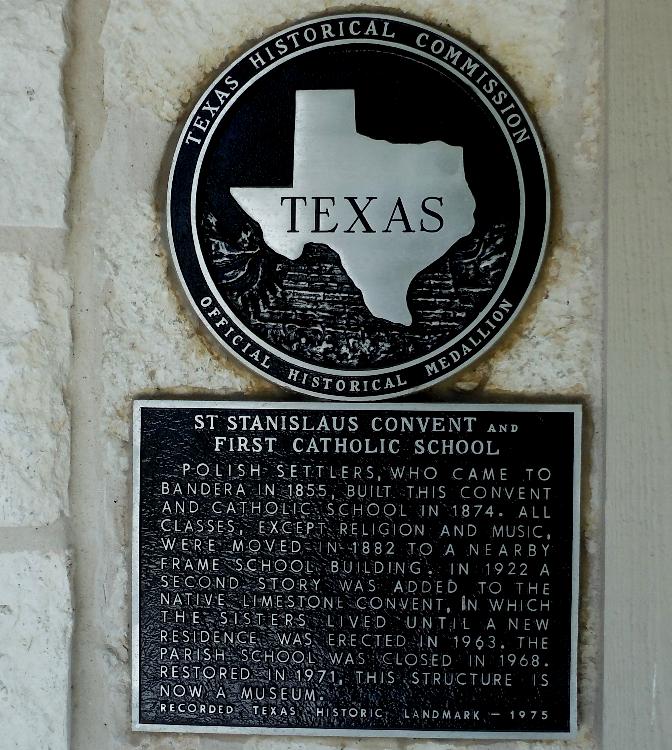 TEXAS HISTORICAL COMMISSION
TEXAS
OFFICIAL HISTORICAL MEDALLION
ST STANISLAUS CONVENT AND
FIRST CATHOLIC SCHOOL
POLISH SETTLERS, WHO CAME TO
BANDERA IN 1855, BUILT THIS CONVENT
AND CATHOLIC SCHOOL IN 1874. ALL
CLASSES, EXCEPT RELIGION AND MUSIC,
WERE MOVED IN 1882 TO A NEARBY
FRAME SCHOOL BUILDING. IN 1922 A
SECOND STORY WAS ADDED TO THE
NATIVE LIMESTONE CONVENT, IN WHICH
THE SISTERS LIVED UNTIL A NEW
RESIDENCE WAS ERECTED IN 1963. THE
PARISH SCHOOL WAS CLOSED IN 1968.
RESTORED IN 1971, THIS STRUCTURE IS
NOW A MUSEUM.
RECORDED TEXAS HISTORIC LANDMARK — 1975